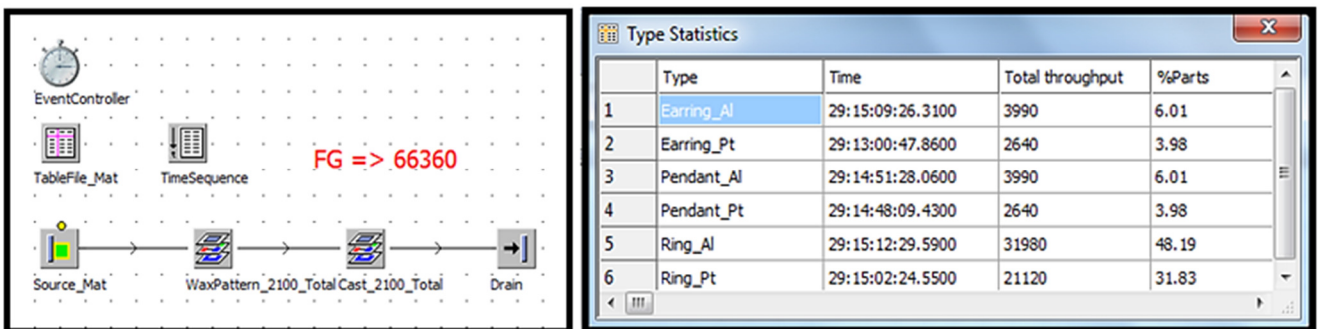 EventController
TableFile_Mat
TimeSequence
FG => 66360
Source_Mat
WaxPattern_2100_Total
Cast_2100_Total
Drain
Type Statistics
Type Time Total throughput %Parts
1 Earring_Al 29:15:09:26.3100 3990 6.01
2 Earring_Pt 29:13:00:47.8600 2640 3.98
3 Pendant_Al 29:14:51:28.0600 3990 6.01
4 Pendant_Pt 29:14:48:09.4300 2640 3.98
5 Ring_Al 29:15:12:29.5900 31980 48.19
6 Ring_Pt 29:15:02:24.5500 21120 31.83